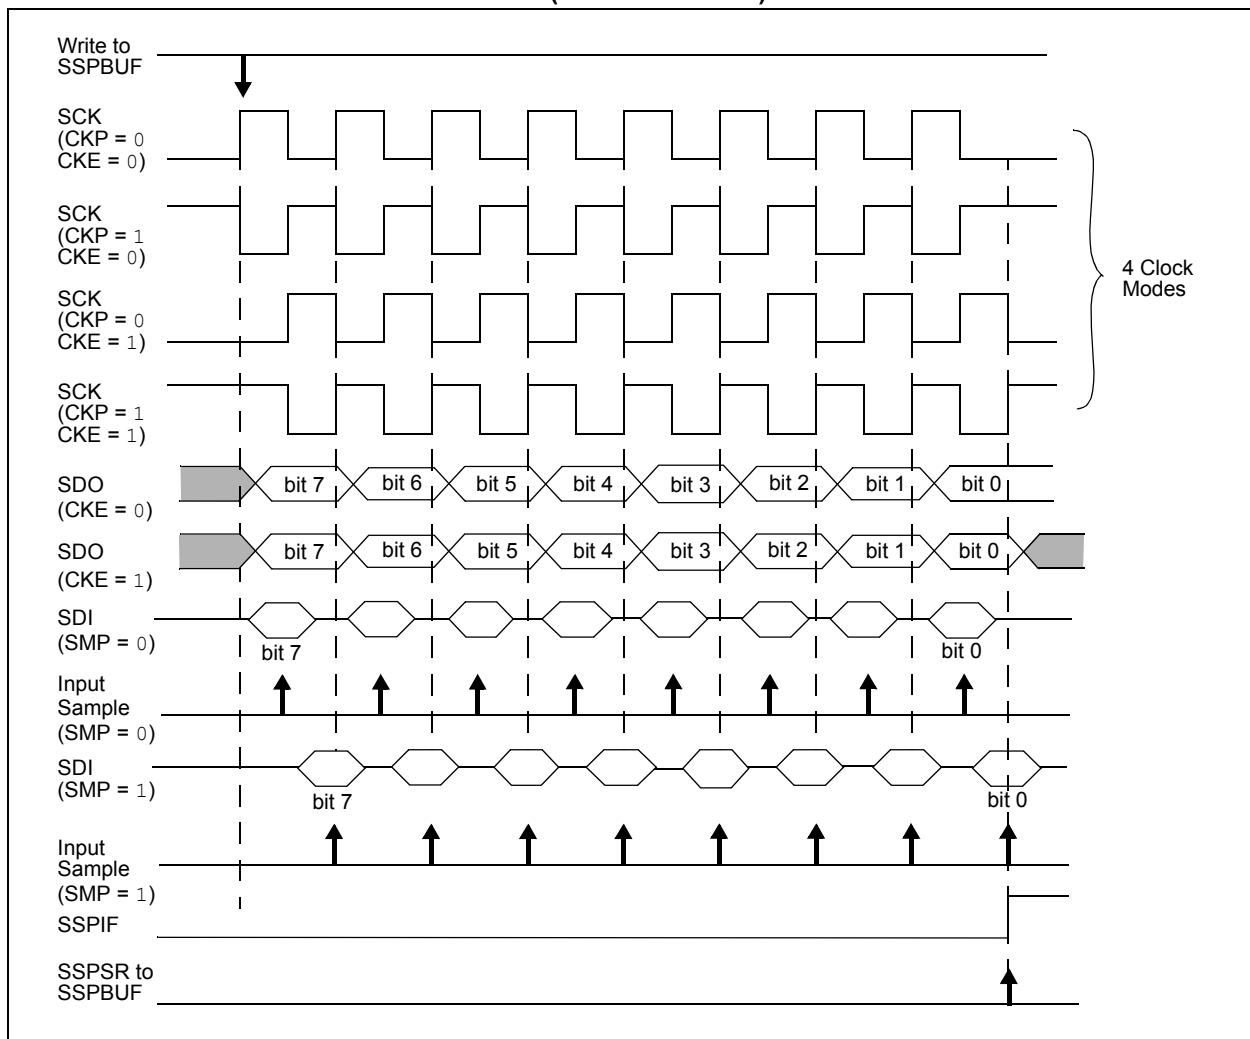 Write to
SSPBUF
SCK
(CKP = 0
CKE = 0)
SCK
(CKP = 1
CKE = 0)
SCK
(CKP = 0
CKE = 1)
SCK
(CKP = 1
CKE = 1)
4 Clock
Modes
SDO
(CKE = 0)
bit 7 bit 6 bit 5 bit 4 bit 3 bit 2 bit 1 bit 0
SDO
(CKE = 1)
bit 7 bit 6 bit 5 bit 4 bit 3 bit 2 bit 1 bit 0
SDI
(SMP = 0)
bit 7 bit 0
Input
Sample
(SMP = 0)
SDI
(SMP = 1)
bit 7 bit 0
Input
Sample
(SMP = 1)
SSPIF
SSPSR to
SSPBUF